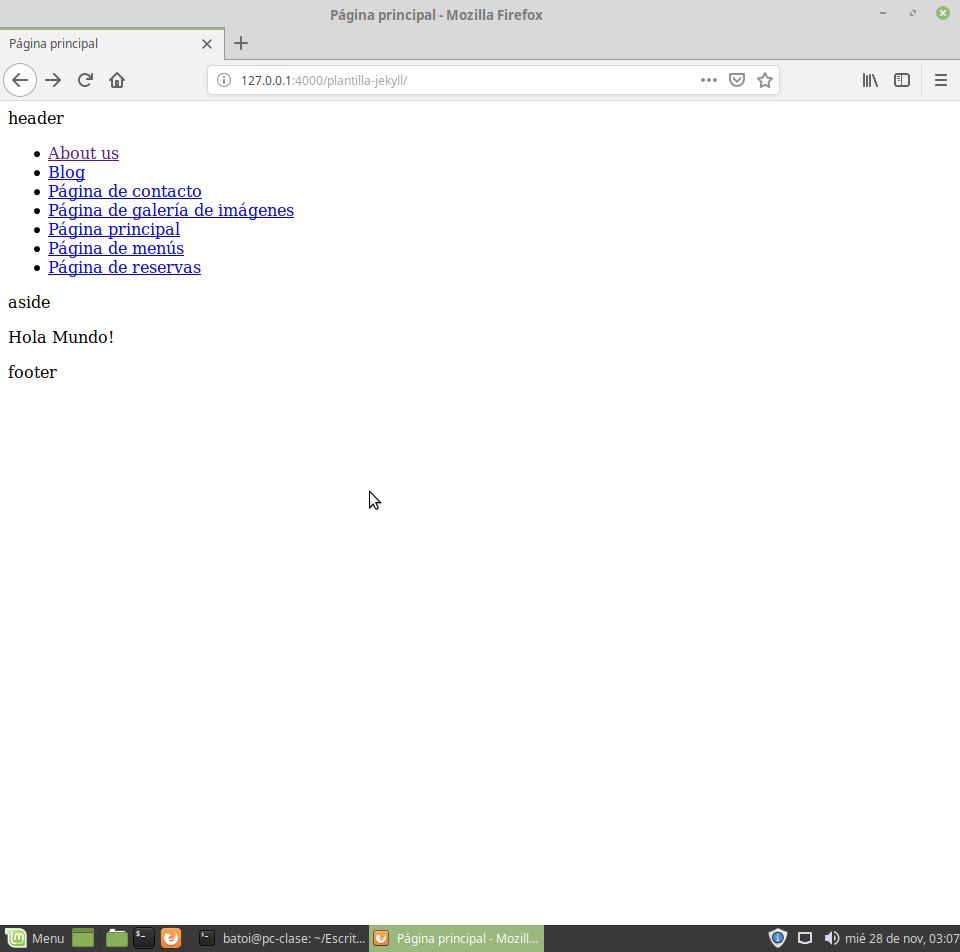 Página principal - Mozilla Firefox
Página principal
127.0.0.1:4000/plantilla-jekyll/
header
About us
Blog
Página de contacto
Página de galería de imágenes
Página principal
Página de menús
Página de reservas
aside
Hola Mundo!
footer
Menu
batoi@pc-clase: ~/Escrit...
Página principal - Mozill...
mié 28 de nov, 03:07